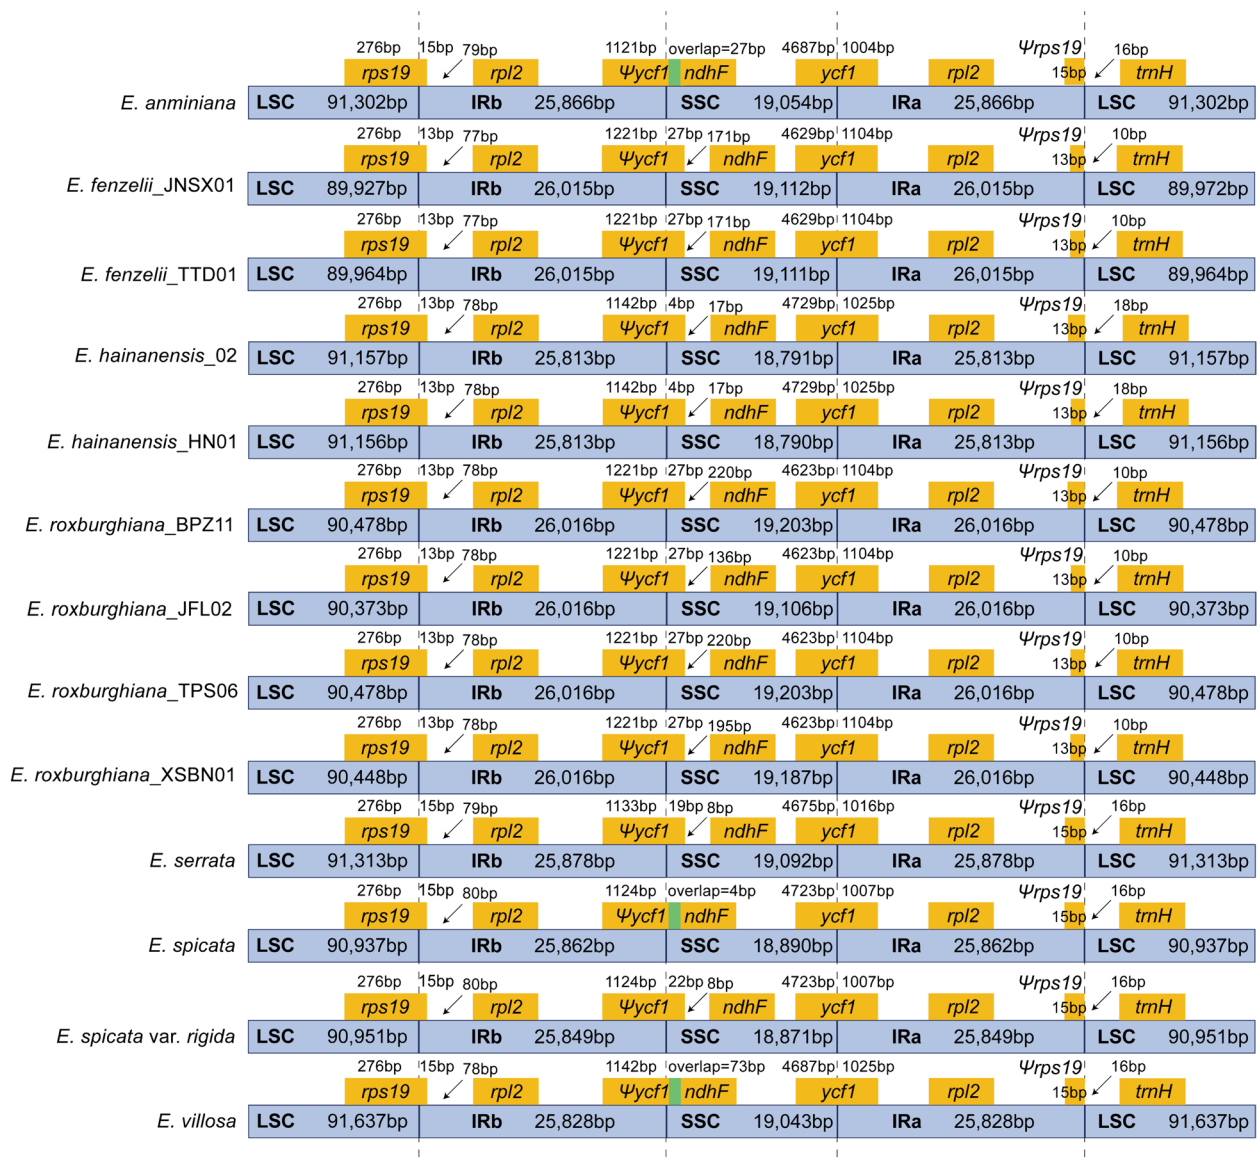 276bp 15bp 79bp 1121bp overlap=27bp 4687bp 1004bp Ψrps19 16bp
rps19 rpl2 Ψycf1 ndhF ycf1 rpl2 15bp trnH
E. anminiana LSC 91,302bp IRb 25,866bp SSC 19,054bp IRa 25,866bp LSC 91,302bp
276bp 13bp 77bp 1221bp 27bp 171bp 4629bp 1104bp Ψrps19 10bp
rps19 rpl2 Ψycf1 ndhF ycf1 rpl2 13bp trnH
E. fenzelii_JNSX01 LSC 89,927bp IRb 26,015bp SSC 19,112bp IRa 26,015bp LSC 89,972bp
276bp 13bp 77bp 1221bp 27bp 171bp 4629bp 1104bp Ψrps19 10bp
rps19 rpl2 Ψycf1 ndhF ycf1 rpl2 13bp trnH
E. fenzelii_TTD01 LSC 89,964bp IRb 26,015bp SSC 19,111bp IRa 26,015bp LSC 89,964bp
276bp 13bp 78bp 1142bp 4bp 17bp 4729bp 1025bp Ψrps19 18bp
rps19 rpl2 Ψycf1 ndhF ycf1 rpl2 13bp trnH
E. hainanensis_02 LSC 91,157bp IRb 25,813bp SSC 18,791bp IRa 25,813bp LSC 91,157bp
276bp 13bp 78bp 1142bp 4bp 17bp 4729bp 1025bp Ψrps19 18bp
rps19 rpl2 Ψycf1 ndhF ycf1 rpl2 13bp trnH
E. hainanensis_HN01 LSC 91,156bp IRb 25,813bp SSC 18,790bp IRa 25,813bp LSC 91,156bp
276bp 13bp 78bp 1221bp 27bp 220bp 4623bp 1104bp Ψrps19 10bp
rps19 rpl2 Ψycf1 ndhF ycf1 rpl2 13bp trnH
E. roxburghiana_BPZ11 LSC 90,478bp IRb 26,016bp SSC 19,203bp IRa 26,016bp LSC 90,478bp
276bp 13bp 78bp 1221bp 27bp 136bp 4623bp 1104bp Ψrps19 10bp
rps19 rpl2 Ψycf1 ndhF ycf1 rpl2 13bp trnH
E. roxburghiana_JFL02 LSC 90,373bp IRb 26,016bp SSC 19,106bp IRa 26,016bp LSC 90,373bp
276bp 13bp 78bp 1221bp 27bp 220bp 4623bp 1104bp Ψrps19 10bp
rps19 rpl2 Ψycf1 ndhF ycf1 rpl2 13bp trnH
E. roxburghiana_TPS06 LSC 90,478bp IRb 26,016bp SSC 19,203bp IRa 26,016bp LSC 90,478bp
276bp 13bp 78bp 1221bp 27bp 195bp 4623bp 1104bp Ψrps19 10bp
rps19 rpl2 Ψycf1 ndhF ycf1 rpl2 13bp trnH
E. roxburghiana_XSBN01 LSC 90,448bp IRb 26,016bp SSC 19,187bp IRa 26,016bp LSC 90,448bp
276bp 15bp 79bp 1133bp 19bp 8bp 4675bp 1016bp Ψrps19 16bp
rps19 rpl2 Ψycf1 ndhF ycf1 rpl2 15bp trnH
E. serrata LSC 91,313bp IRb 25,878bp SSC 19,092bp IRa 25,878bp LSC 91,313bp
276bp 15bp 80bp 1124bp overlap=4bp 4723bp 1007bp Ψrps19 16bp
rps19 rpl2 Ψycf1 ndhF ycf1 rpl2 15bp trnH
E. spicata LSC 90,937bp IRb 25,862bp SSC 18,890bp IRa 25,862bp LSC 90,937bp
276bp 15bp 80bp 1124bp 22bp 8bp 4723bp 1007bp Ψrps19 16bp
rps19 rpl2 Ψycf1 ndhF ycf1 rpl2 15bp trnH
E. spicata var. rigida LSC 90,951bp IRb 25,849bp SSC 18,871bp IRa 25,849bp LSC 90,951bp
276bp 15bp 78bp 1142bp overlap=73bp 4687bp 1025bp Ψrps19 16bp
rps19 rpl2 Ψycf1 ndhF ycf1 rpl2 15bp trnH
E. villosa LSC 91,637bp IRb 25,828bp SSC 19,043bp IRa 25,828bp LSC 91,637bp